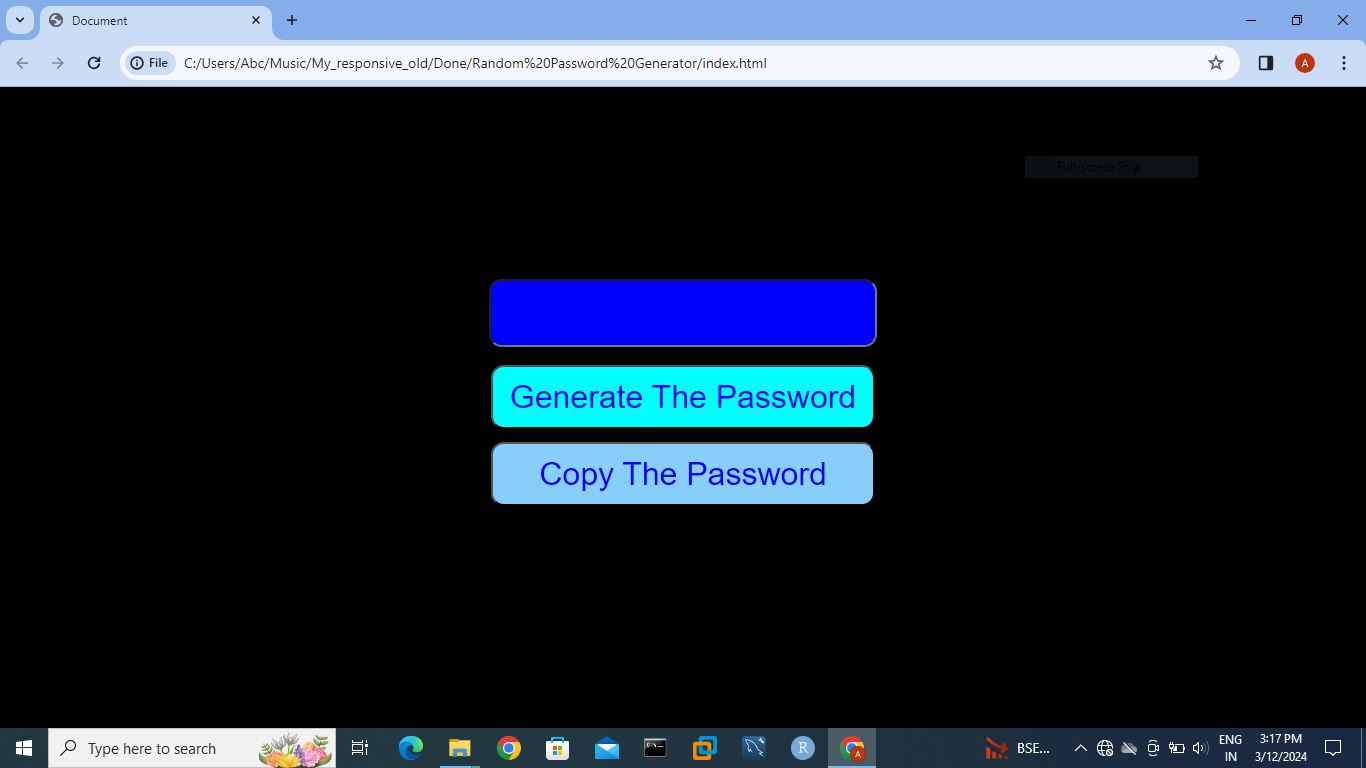 Document
File
C:/Users/Abc/Music/My_responsive_old/Done/Random%20Password%20Generator/index.html
A
Full-screen Snip
Generate The Password
Copy The Password
Type here to search
R
A
BSE...
ENG
IN
3:17 PM
3/12/2024